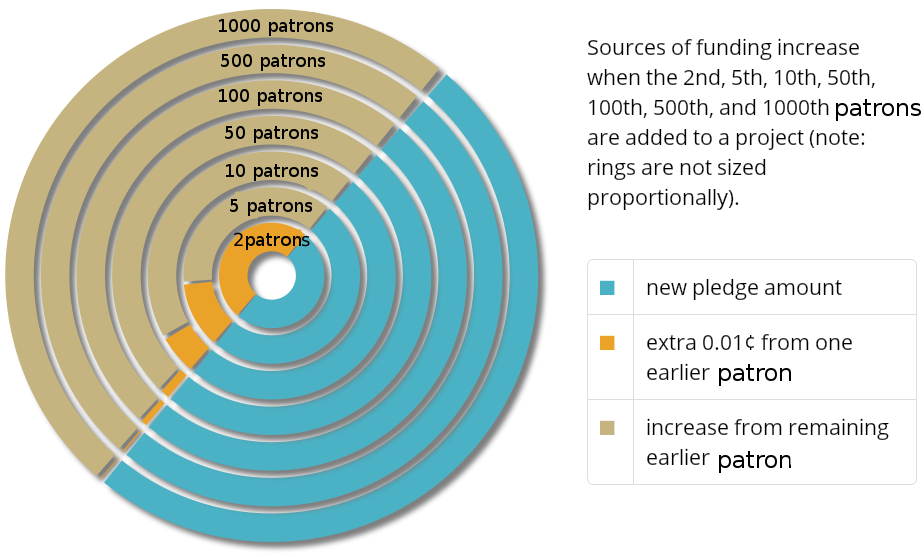 1000 patrons
500 patrons
100 patrons
50 patrons
10 patrons
5 patrons
2patrons
Sources of funding increase
when the 2nd, 5th, 10th, 50th,
100th, 500th, and 1000th patrons
are added to a project (note:
rings are not sized
proportionally).
new pledge amount
extra 0.01¢ from one
earlier patron
increase from remaining
earlier patron